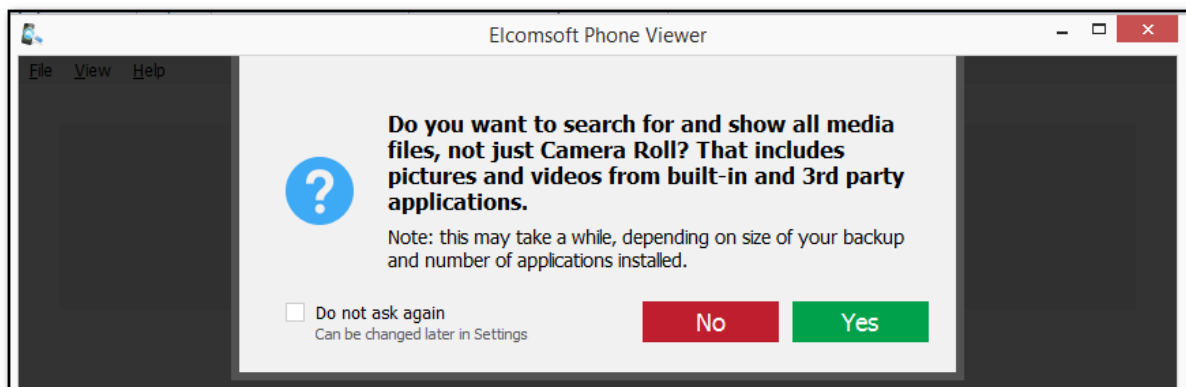 Elcomsoft Phone Viewer
File View Help
Do you want to search for and show all media
files, not just Camera Roll? That includes
pictures and videos from built-in and 3rd party
applications.
Note: this may take a while, depending on size of your backup
and number of applications installed.
Do not ask again
Can be changed later in Settings
No Yes